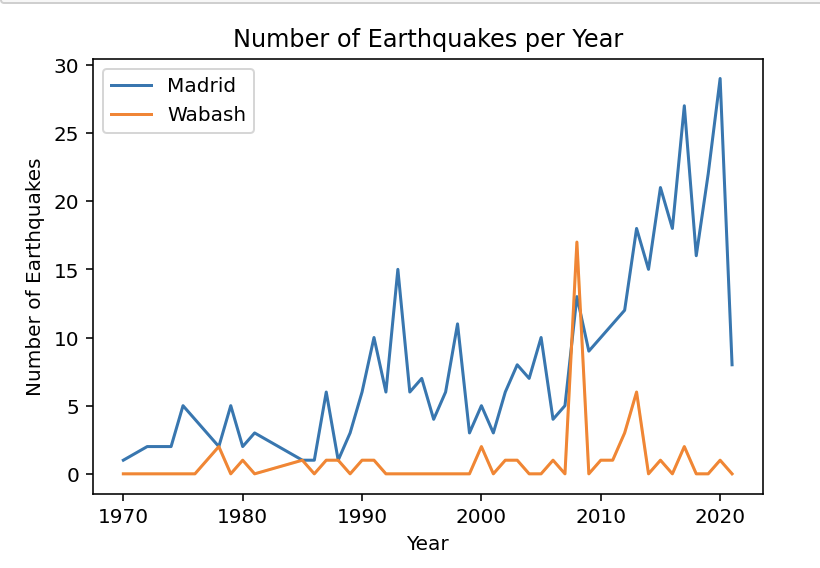 Number of Earthquakes per Year
30
25
20
15
10
5
0
Number of Earthquakes
Madrid
Wabash
1970 1980 1990 2000 2010 2020
Year